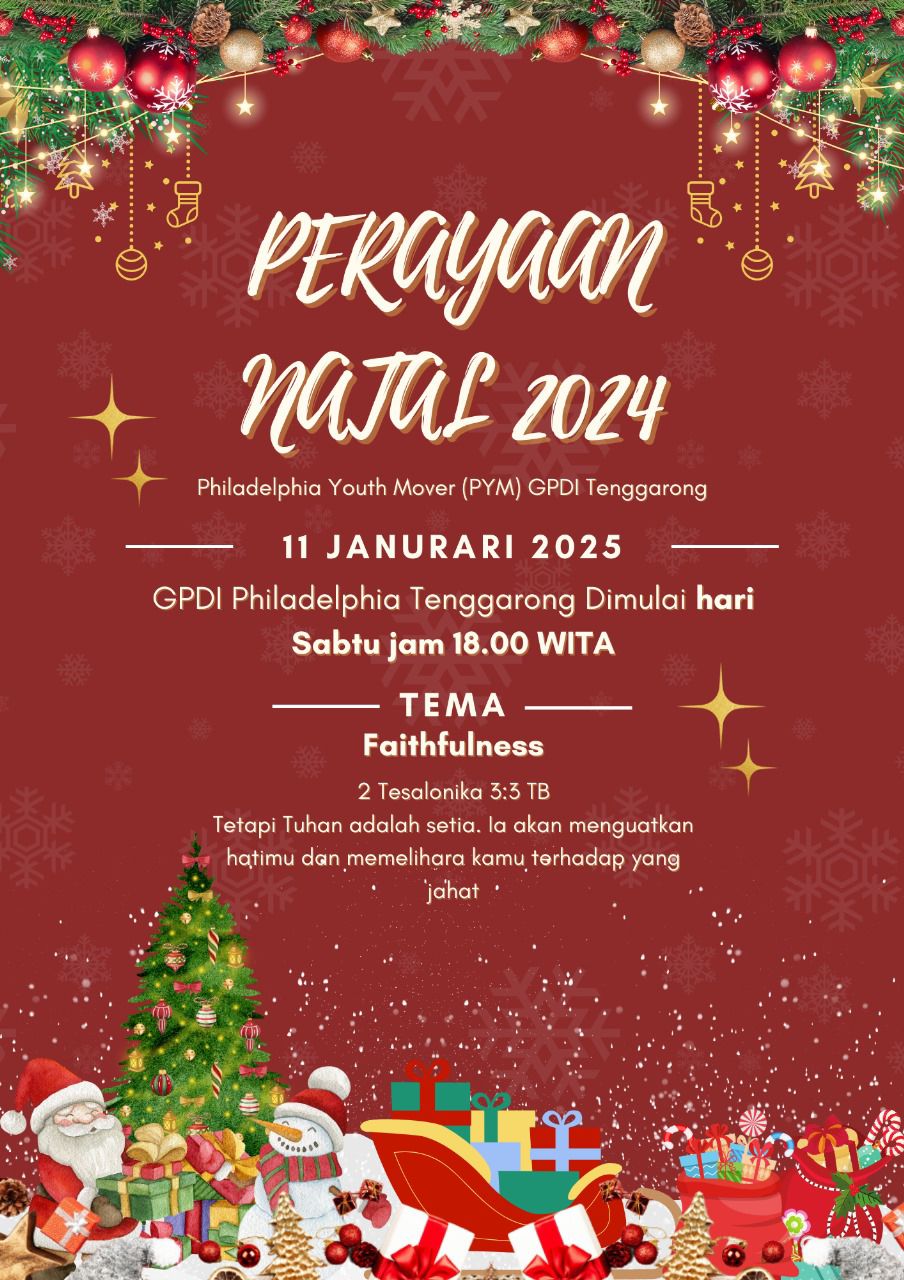 PERAYAAN
NATAL 2024
Philadelphia Youth Mover (PYM) GPDI Tenggarong
11 JANURARI 2025
GPDI Philadelphia Tenggarong Dimulai hari
Sabtu jam 18.00 WITA
TEMA
Faithfulness
2 Tesalonika 3:3 TB
Tetapi Tuhan adalah setia. Ia akan menguatkan
hatimu dan memelihara kamu terhadap yang
jahat